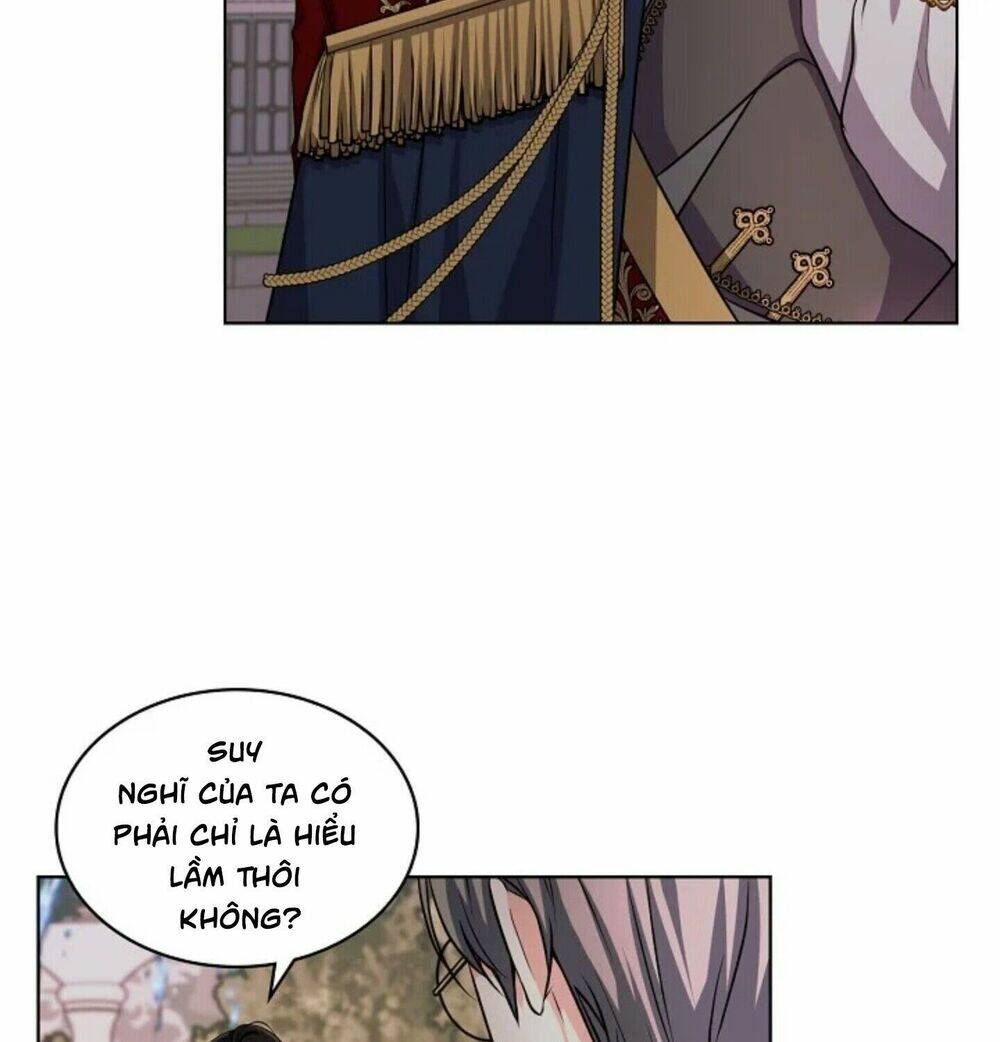 SUY
NGHĨ CỦA TA CÓ
PHẢI CHỈ LÀ HIỂU
LẦM THÔI
KHÔNG?